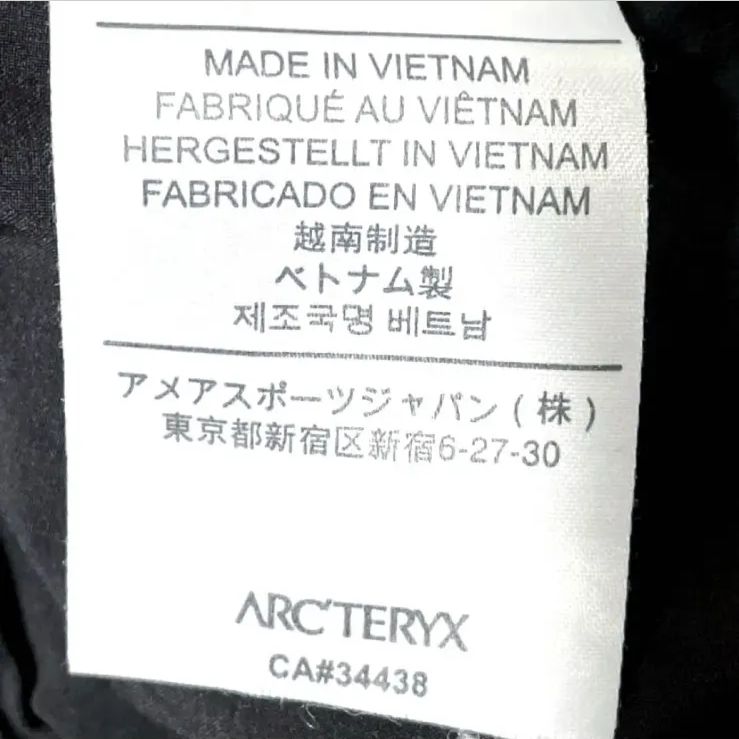 MADE IN VIETNAM
FABRIQUÉ AU VIÊTNAM
HERGESTELLT IN VIETNAM
FABRICADO EN VIETNAM
越南制造
ベトナム製
제조국명 베트남
アメアスポーツジャパン(株)
東京都新宿区新宿6-27-30
ARC'TERYX
CA#34438